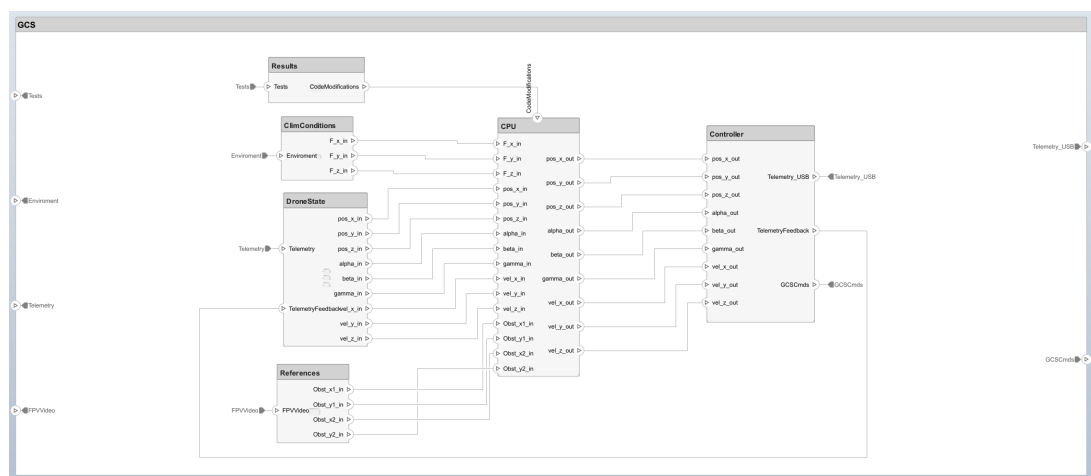 GCS
Tests
Enviroment
Telemetry
FPVVideo
Results
Tests
Tests
CodeModifications
CodeModifications
ClimConditions
Enviroment
Enviroment
F_x_in
F_y_in
F_z_in
DroneState
Telemetry
Telemetry
TelemetryFeedback
pos_x_in
pos_y_in
pos_z_in
alpha_in
beta_in
gamma_in
vel_x_in
vel_y_in
vel_z_in
References
FPVVideo
FPVVideo
Obst_x1_in
Obst_y1_in
Obst_x2_in
Obst_y2_in
CPU
F_x_in
F_y_in
F_z_in
pos_x_in
pos_y_in
pos_z_in
alpha_in
beta_in
gamma_in
vel_x_in
vel_y_in
vel_z_in
Obst_x1_in
Obst_y1_in
Obst_x2_in
Obst_y2_in
pos_x_out
pos_y_out
pos_z_out
alpha_out
beta_out
gamma_out
vel_x_out
vel_y_out
vel_z_out
Controller
pos_x_out
pos_y_out
pos_z_out
alpha_out
beta_out
gamma_out
vel_x_out
vel_y_out
vel_z_out
Telemetry_USB
TelemetryFeedback
GCSCmds
Telemetry_USB
GCSCmds
Telemetry_USB
GCSCmds